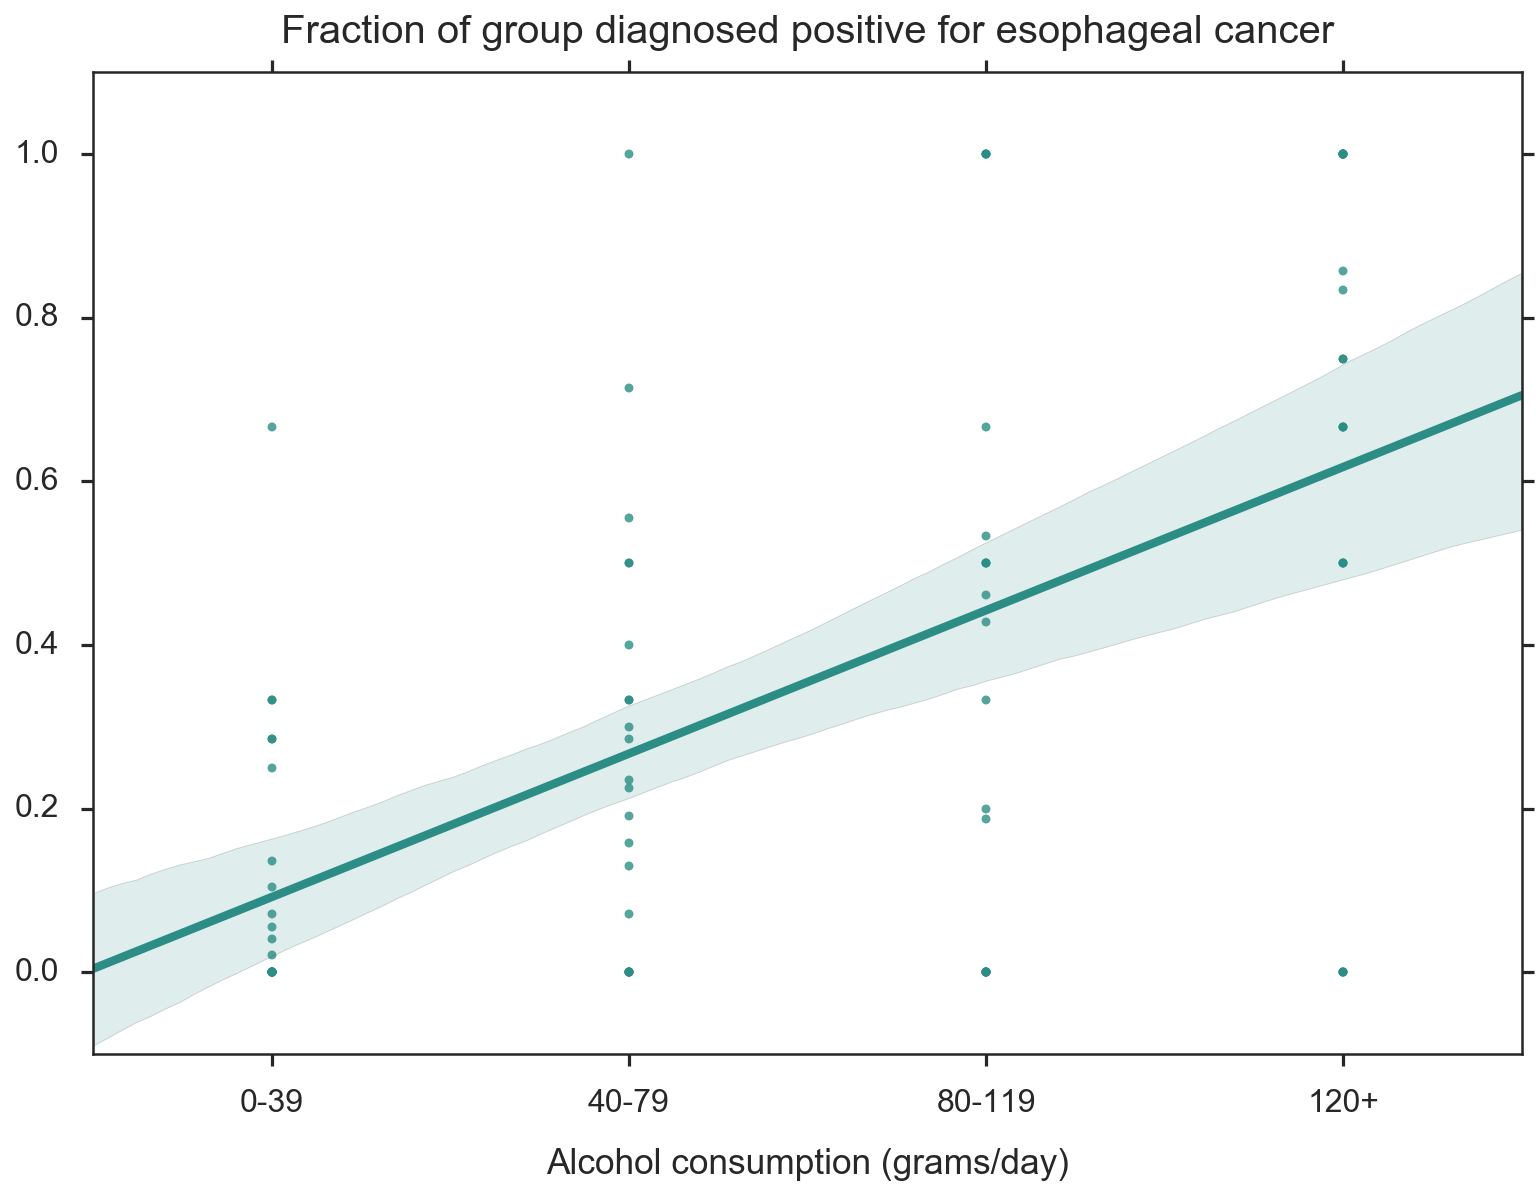 Fraction of group diagnosed positive for esophageal cancer
1.0
0.8
0.6
0.4
0.2
0.0
0-39 40-79 80-119 120+
Alcohol consumption (grams/day)